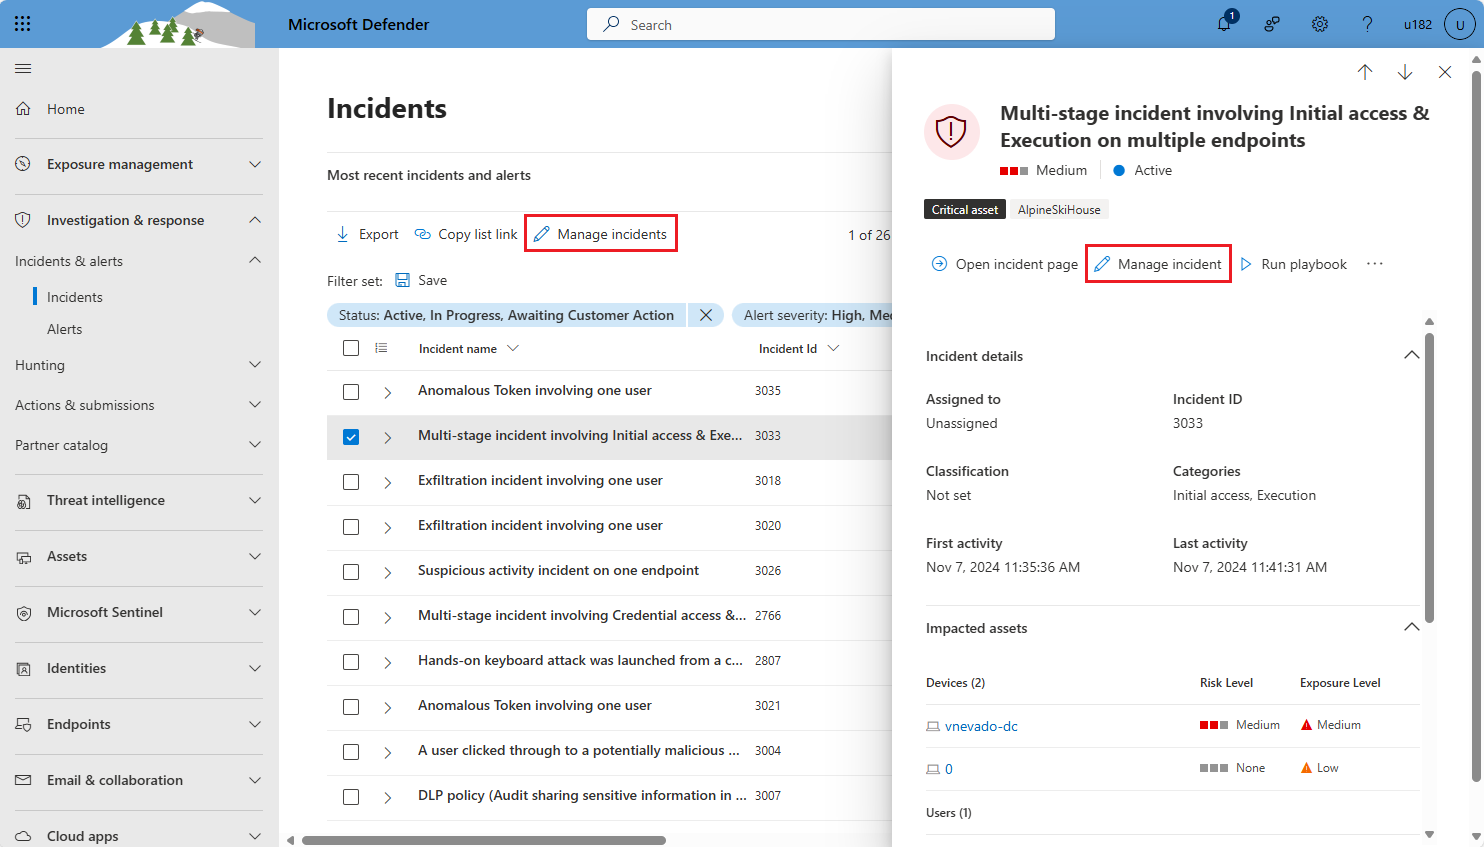 Microsoft Defender
Search
1
u182
U
Home
Exposure management
Investigation & response
Incidents & alerts
Incidents
Alerts
Hunting
Actions & submissions
Partner catalog
Threat intelligence
Assets
Microsoft Sentinel
Identities
Endpoints
Email & collaboration
Cloud apps
Incidents
Most recent incidents and alerts
Export Copy list link Manage incidents 1 of 26
Filter set: Save
Status: Active, In Progress, Awaiting Customer Action Alert severity: High, Med
Incident name Incident Id
Anomalous Token involving one user 3035
Multi-stage incident involving Initial access & Exe... 3033
Exfiltration incident involving one user 3018
Exfiltration incident involving one user 3020
Suspicious activity incident on one endpoint 3026
Multi-stage incident involving Credential access &... 2766
Hands-on keyboard attack was launched from a c... 2807
Anomalous Token involving one user 3021
A user clicked through to a potentially malicious ... 3004
DLP policy (Audit sharing sensitive information in ... 3007
Multi-stage incident involving Initial access &
Execution on multiple endpoints
Medium Active
Critical asset AlpineSkiHouse
Open incident page Manage incident Run playbook ...
Incident details
Assigned to Incident ID
Unassigned 3033
Classification Categories
Not set Initial access, Execution
First activity Last activity
Nov 7, 2024 11:35:36 AM Nov 7, 2024 11:41:31 AM
Impacted assets
Devices (2) Risk Level Exposure Level
vnevado-dc Medium Medium
0 None Low
Users (1)